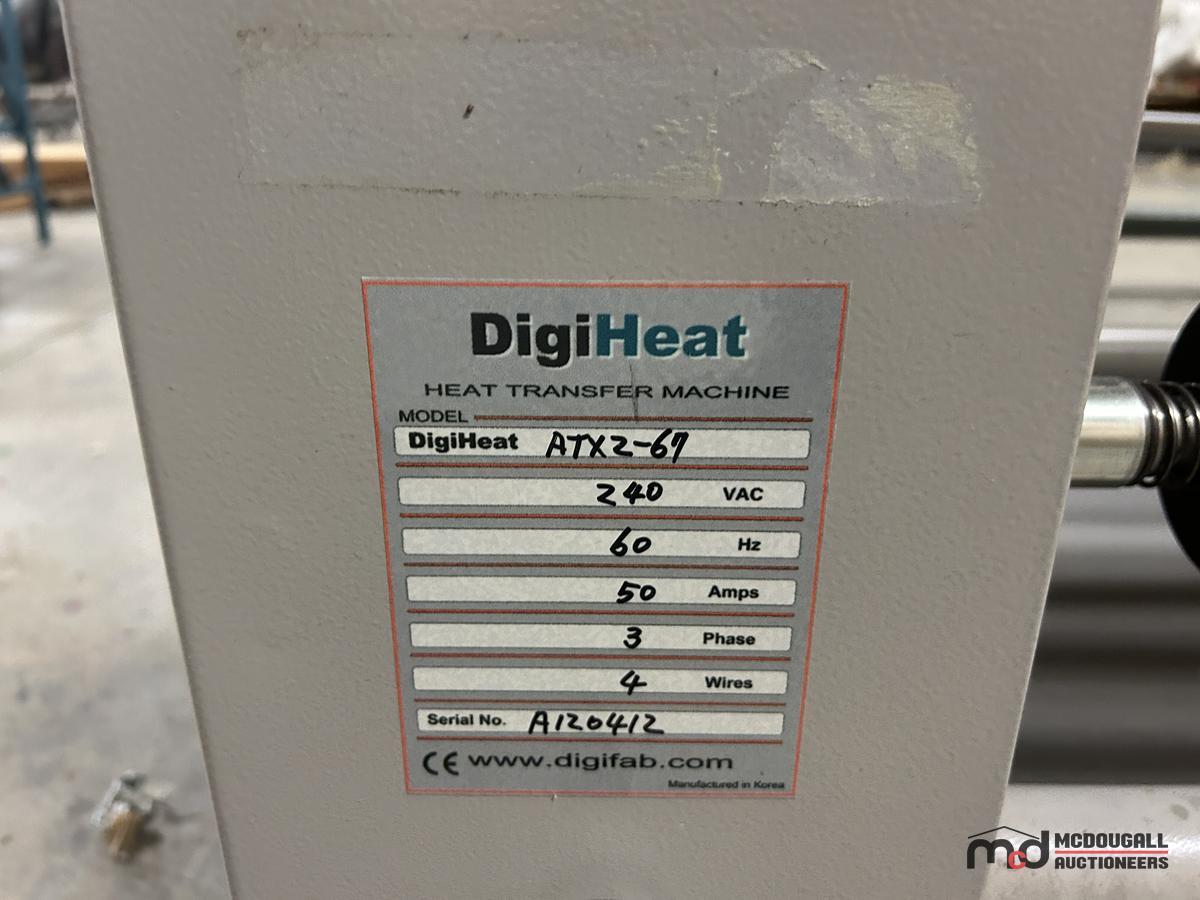 DigiHeat
HEAT TRANSFER MACHINE
MODEL
DigiHeat ATX2-67
240 VAC
60 Hz
50 Amps
3 Phase
4 Wires
Serial No. A120412
CE www.digifab.com
Manufactured in Korea
mcd MCDOUGALL
AUCTIONEERS